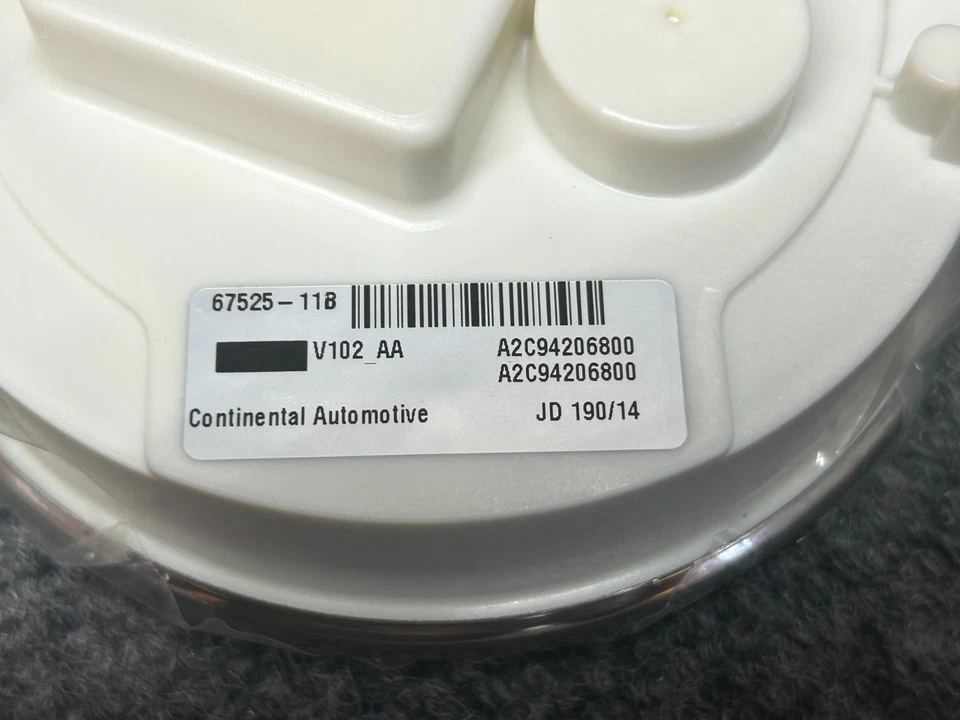 67525-11B
V102_AA A2C94206800
A2C94206800
Continental Automotive JD 190/14